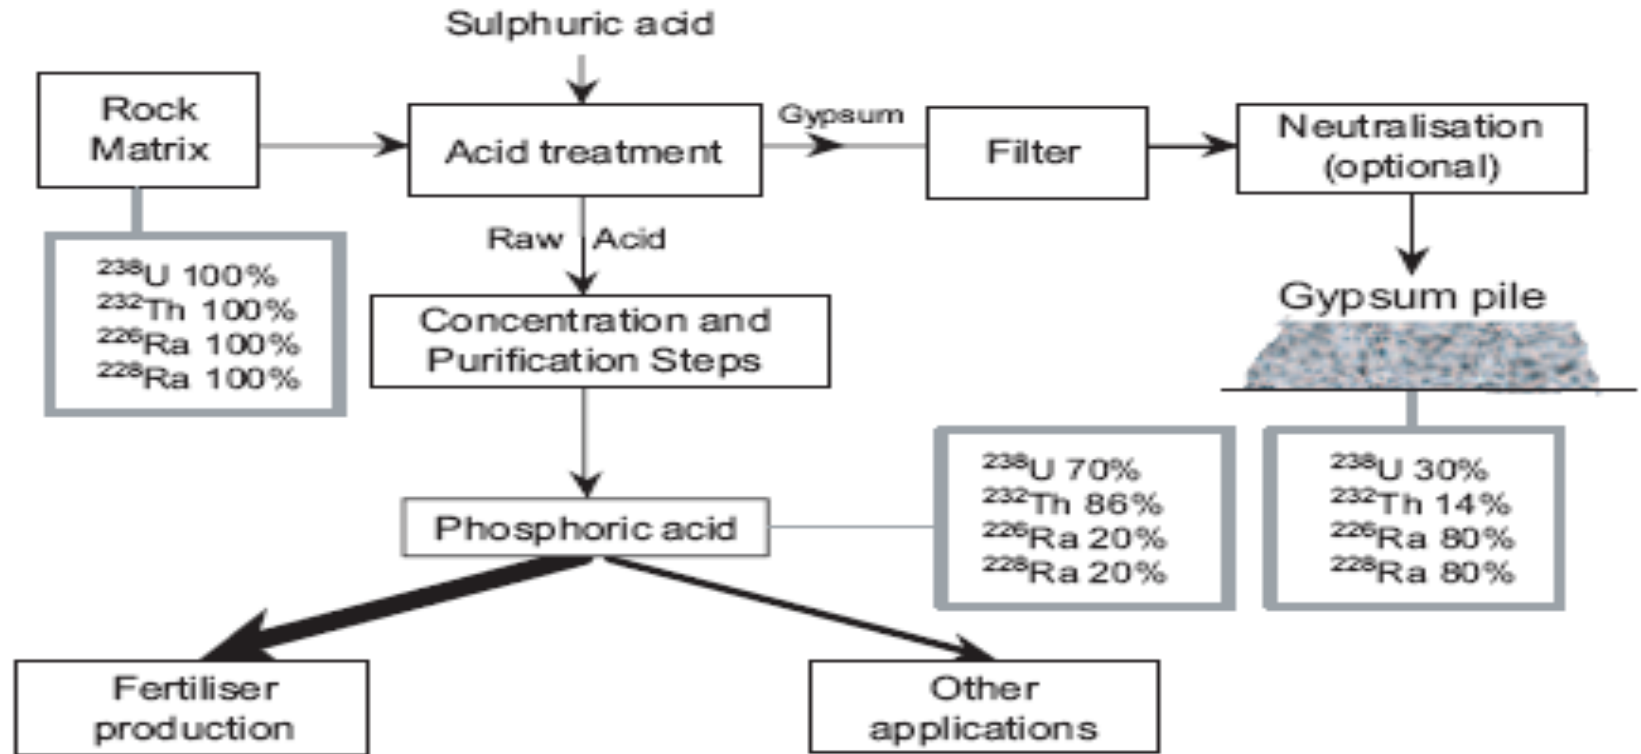 Sulphuric acid
Rock
Matrix
Acid treatment
Gypsum
Filter
Neutralisation
(optional)
Raw Acid
²³⁸U 100%
²³²Th 100%
²²⁶Ra 100%
²²⁸Ra 100%
Concentration and
Purification Steps
Gypsum pile
Phosphoric acid
²³⁸U 70%
²³²Th 86%
²²⁶Ra 20%
²²⁸Ra 20%
²³⁸U 30%
²³²Th 14%
²²⁶Ra 80%
²²⁸Ra 80%
Fertiliser
production
Other
applications